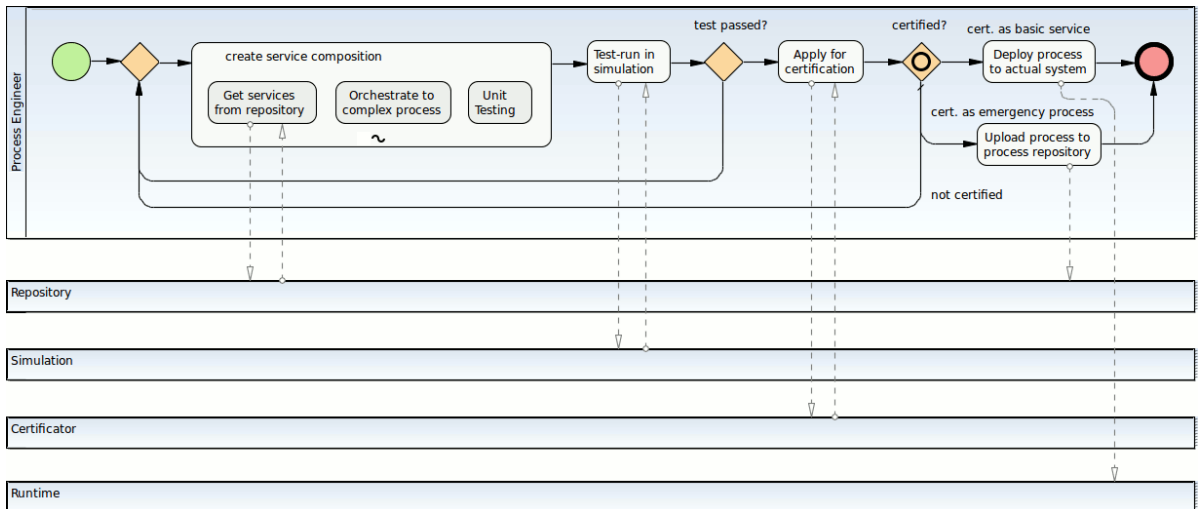 Process Engineer
create service composition
Get services
from repository
Orchestrate to
complex process
Unit
Testing
Test-run in
simulation
test passed?
Apply for
certification
certified?
cert. as basic service
Deploy process
to actual system
cert. as emergency process
Upload process to
process repository
not certified
Repository
Simulation
Certificator
Runtime